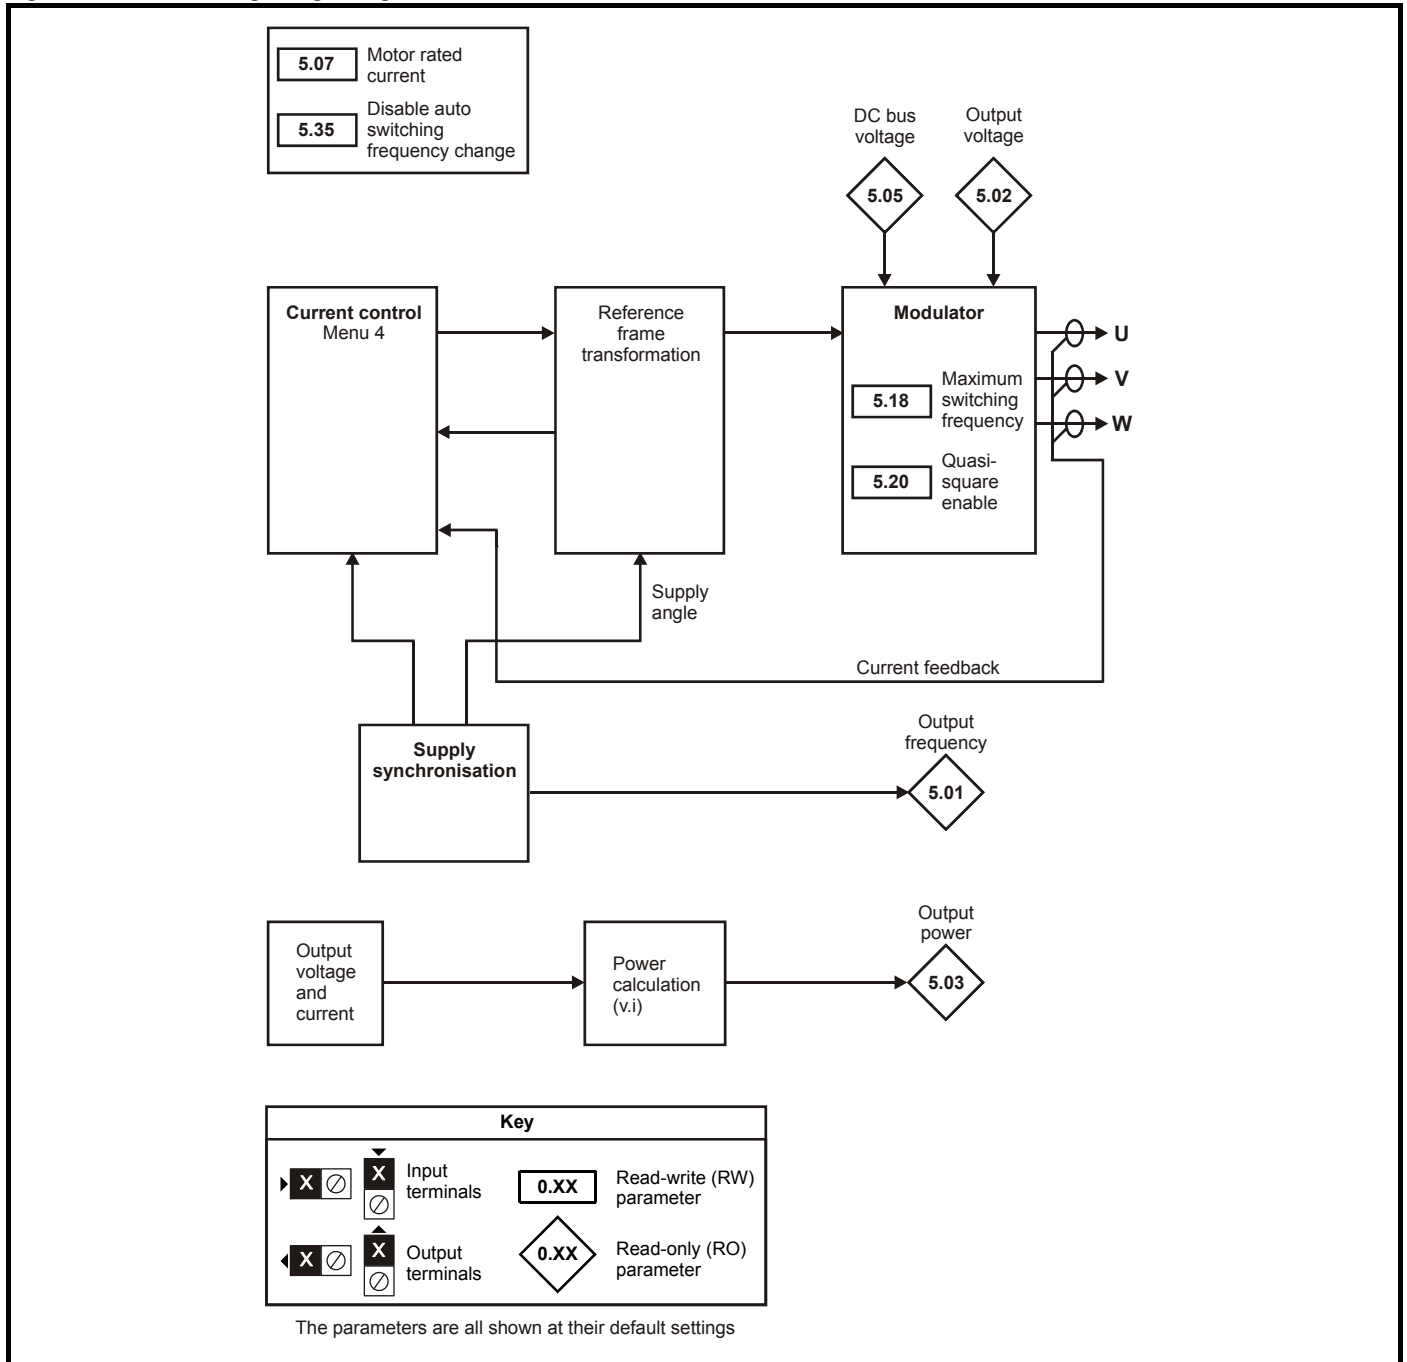 5.07
Motor rated
current
5.35
Disable auto
switching
frequency change
DC bus
voltage
5.05
Output
voltage
5.02
Current control
Menu 4
Reference
frame
transformation
Modulator
5.18
Maximum
switching
frequency
5.20
Quasi-
square
enable
U
V
W
Supply
angle
Current feedback
Supply
synchronisation
Output
frequency
5.01
Output
voltage
and
current
Power
calculation
(v.i)
Output
power
5.03
Key
X
X
Input
terminals
0.XX
Read-write (RW)
parameter
X
X
Output
terminals
0.XX
Read-only (RO)
parameter
The parameters are all shown at their default settings